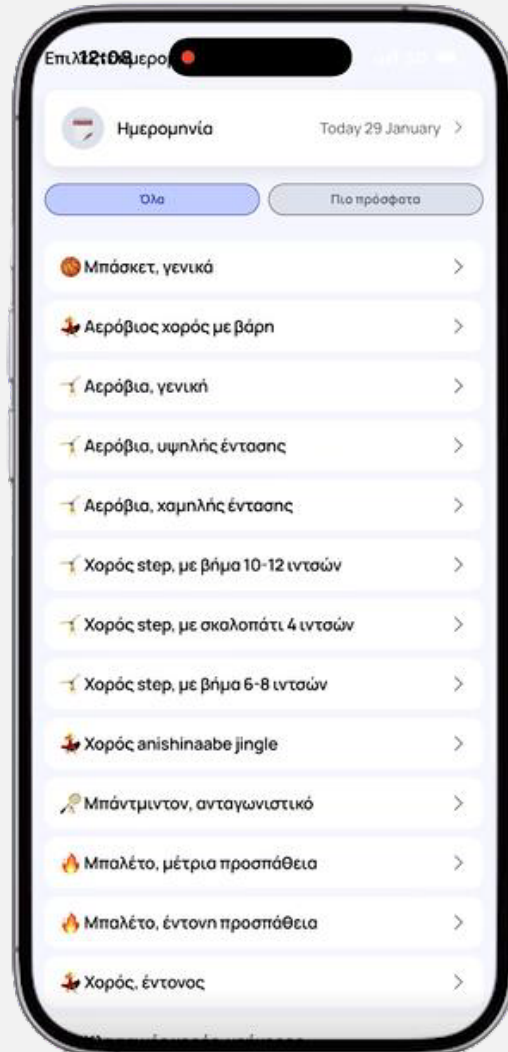 12:08
Ημερομηνία
Today 29 January
Όλα
Πιο πρόσφατα
Μπάσκετ, γενικά
Αερόβιος χορός με βάρη
Αερόβια, γενική
Αερόβια, υψηλής έντασης
Αερόβια, χαμηλής έντασης
Χορός step, με βήμα 10-12 ιντσών
Χορός step, με σκαλοπάτι 4 ιντσών
Χορός step, με βήμα 6-8 ιντσών
Χορός anishinaabe jingle
Μπάντμιντον, ανταγωνιστικό
Μπαλέτο, μέτρια προσπάθεια
Μπαλέτο, έντονη προσπάθεια
Χορός, έντονος